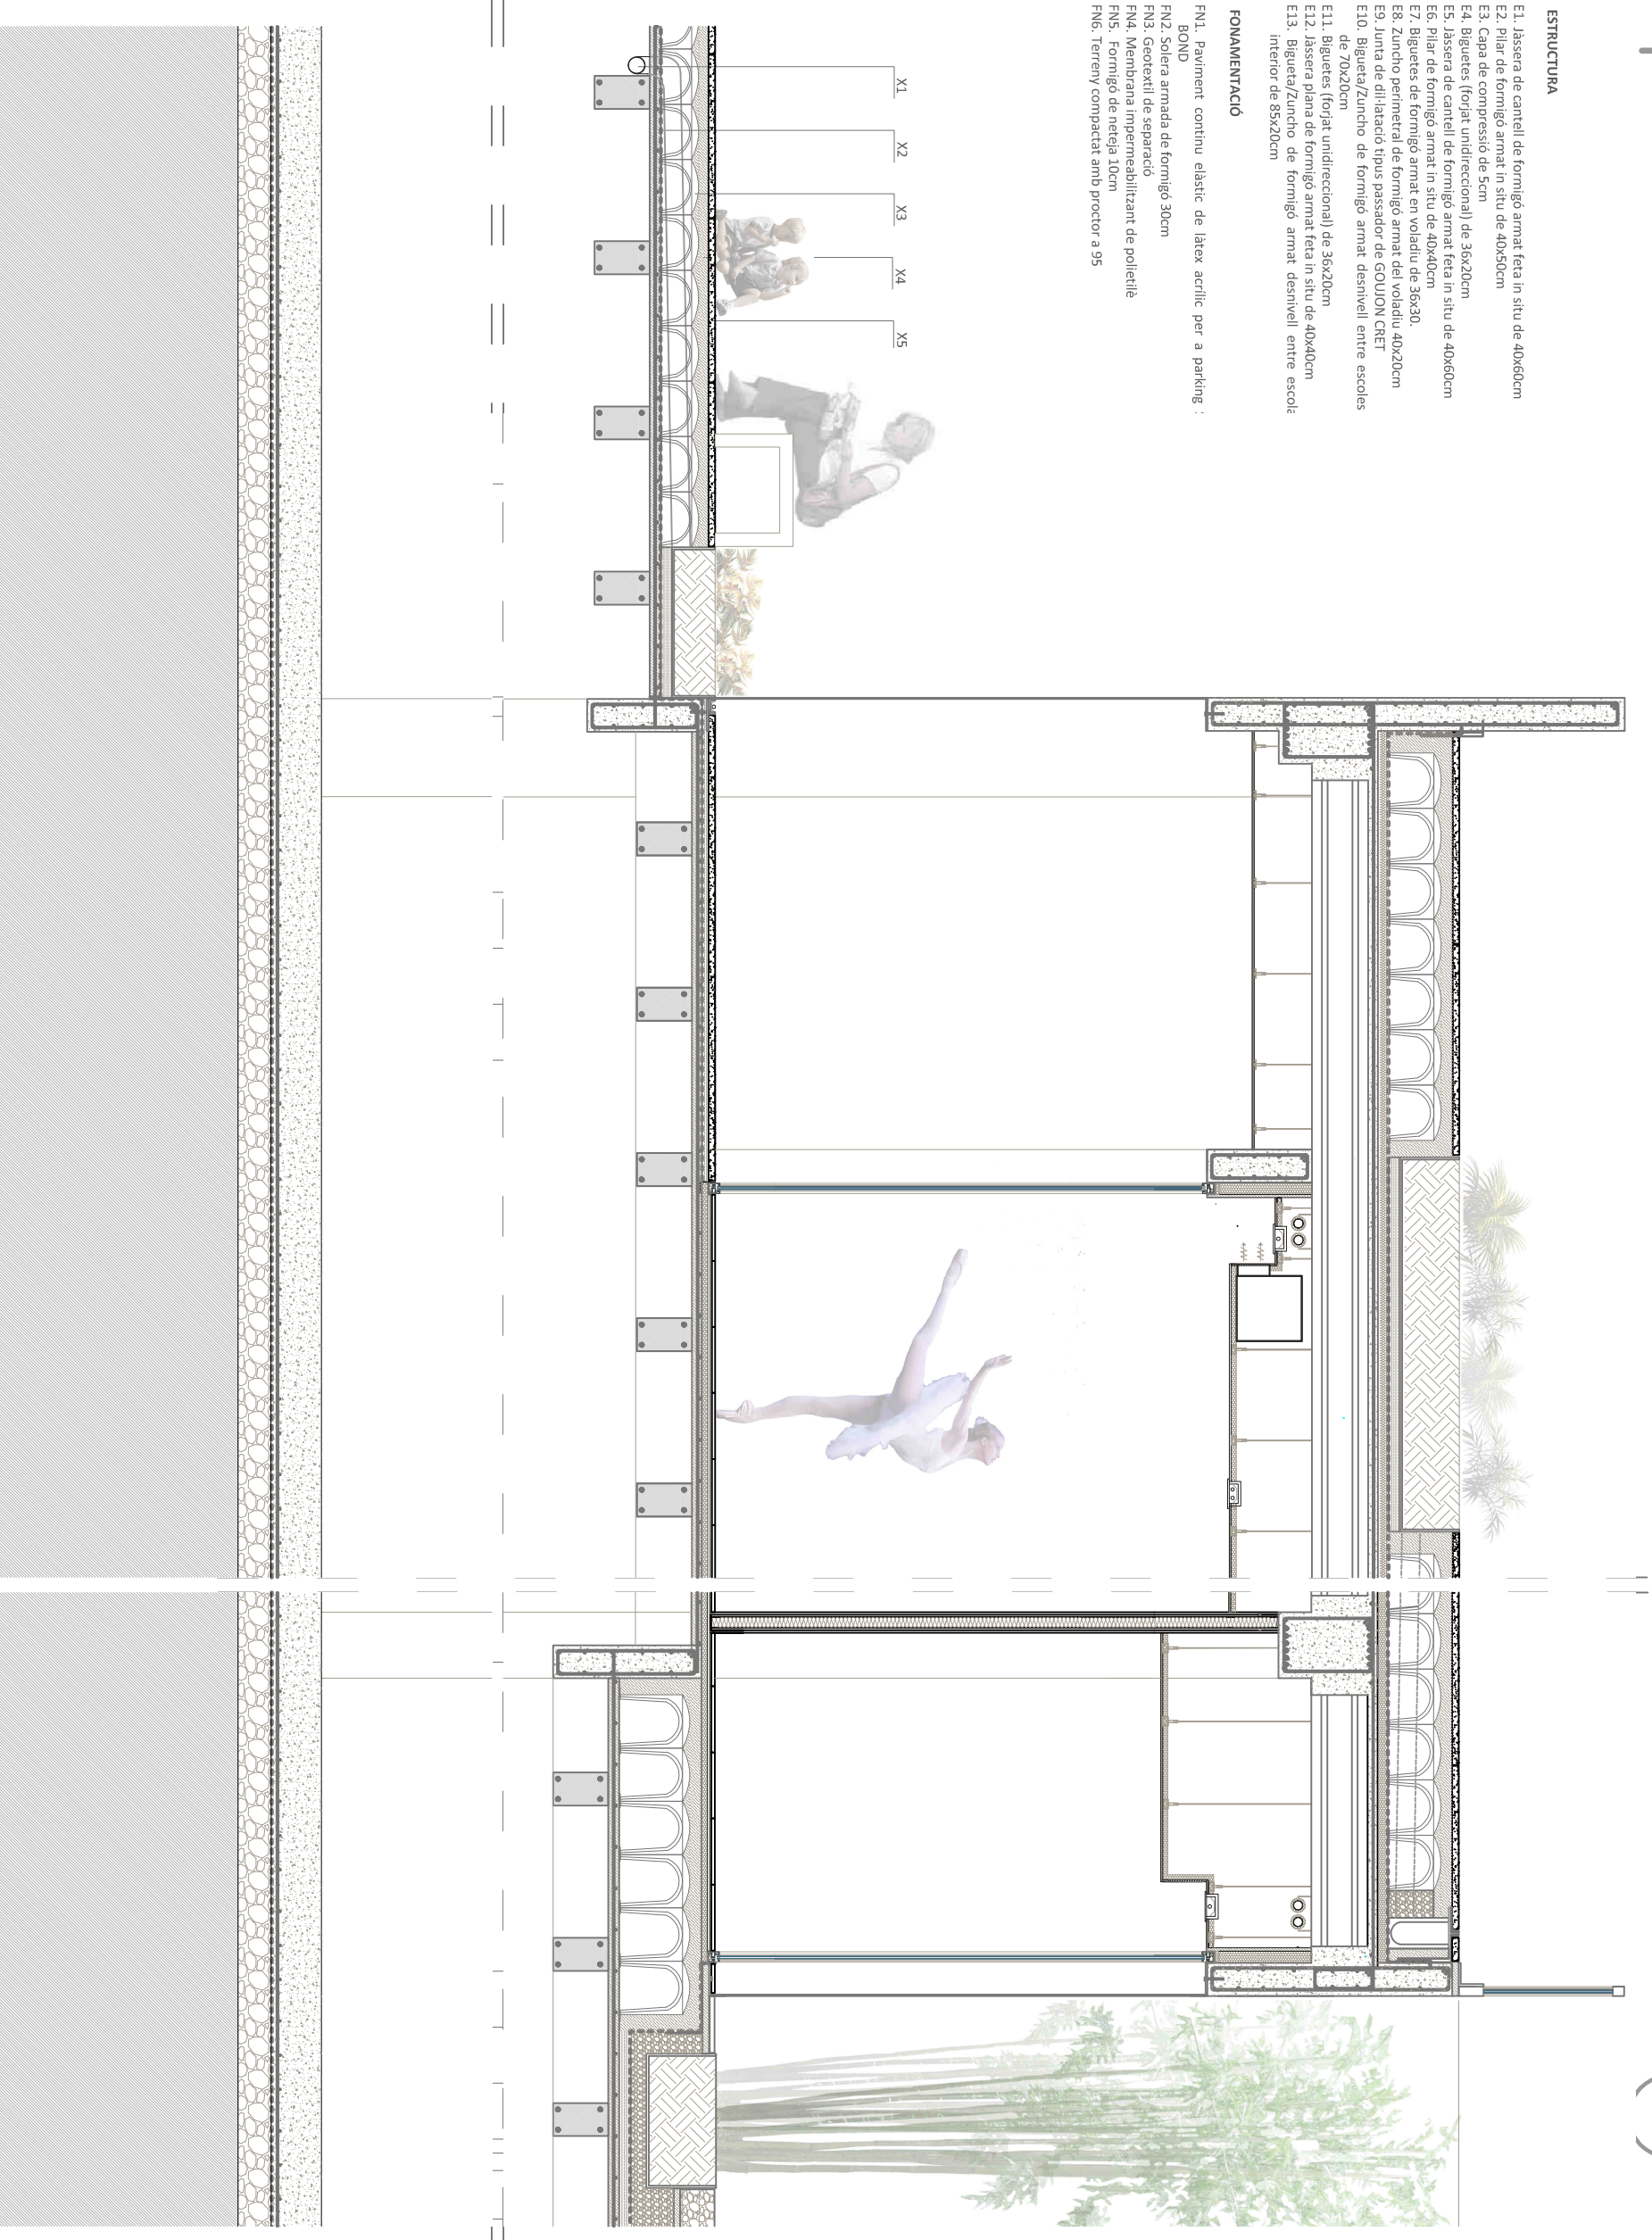 ESTRUCTURA
E1. Jàssera de cantell de formigó armat feta in situ de 40x60cm
E2. Pilar de formigó armat in situ de 40x50cm
E3. Capa de compressió de 5cm
E4. Biguetes (forjat unidireccional) de 36x20cm
E5. Jàssera de cantell de formigó armat feta in situ de 40x60cm
E6. Pilar de formigó armat in situ de 40x40cm
E7. Biguetes de formigó armat en voladiu de 36x30.
E8. Zuncho perimetral de formigó armat del voladiu 40x20cm
E9. Junta de dil·latació tipus passador de GOUJON CRET
E10. Bigueta/Zuncho de formigó armat desnivell entre escoles
de 70x20cm
E11. Biguetes (forjat unidireccional) de 36x20cm
E12. Jàssera plana de formigó armat feta in situ de 40x40cm
E13. Bigueta/Zuncho de formigó armat desnivell entre escola
interior de 85x20cm
FONAMENTACIÓ
FN1. Paviment continu elàstic de làtex acrílic per a parking :
BOND
FN2. Solera armada de formigó 30cm
FN3. Geotextil de separació
FN4. Membrana impermeabilitzant de polietilè
FN5. Formigó de neteja 10cm
FN6. Terreny compactat amb proctor a 95
X1
X2
X3
X4
X5